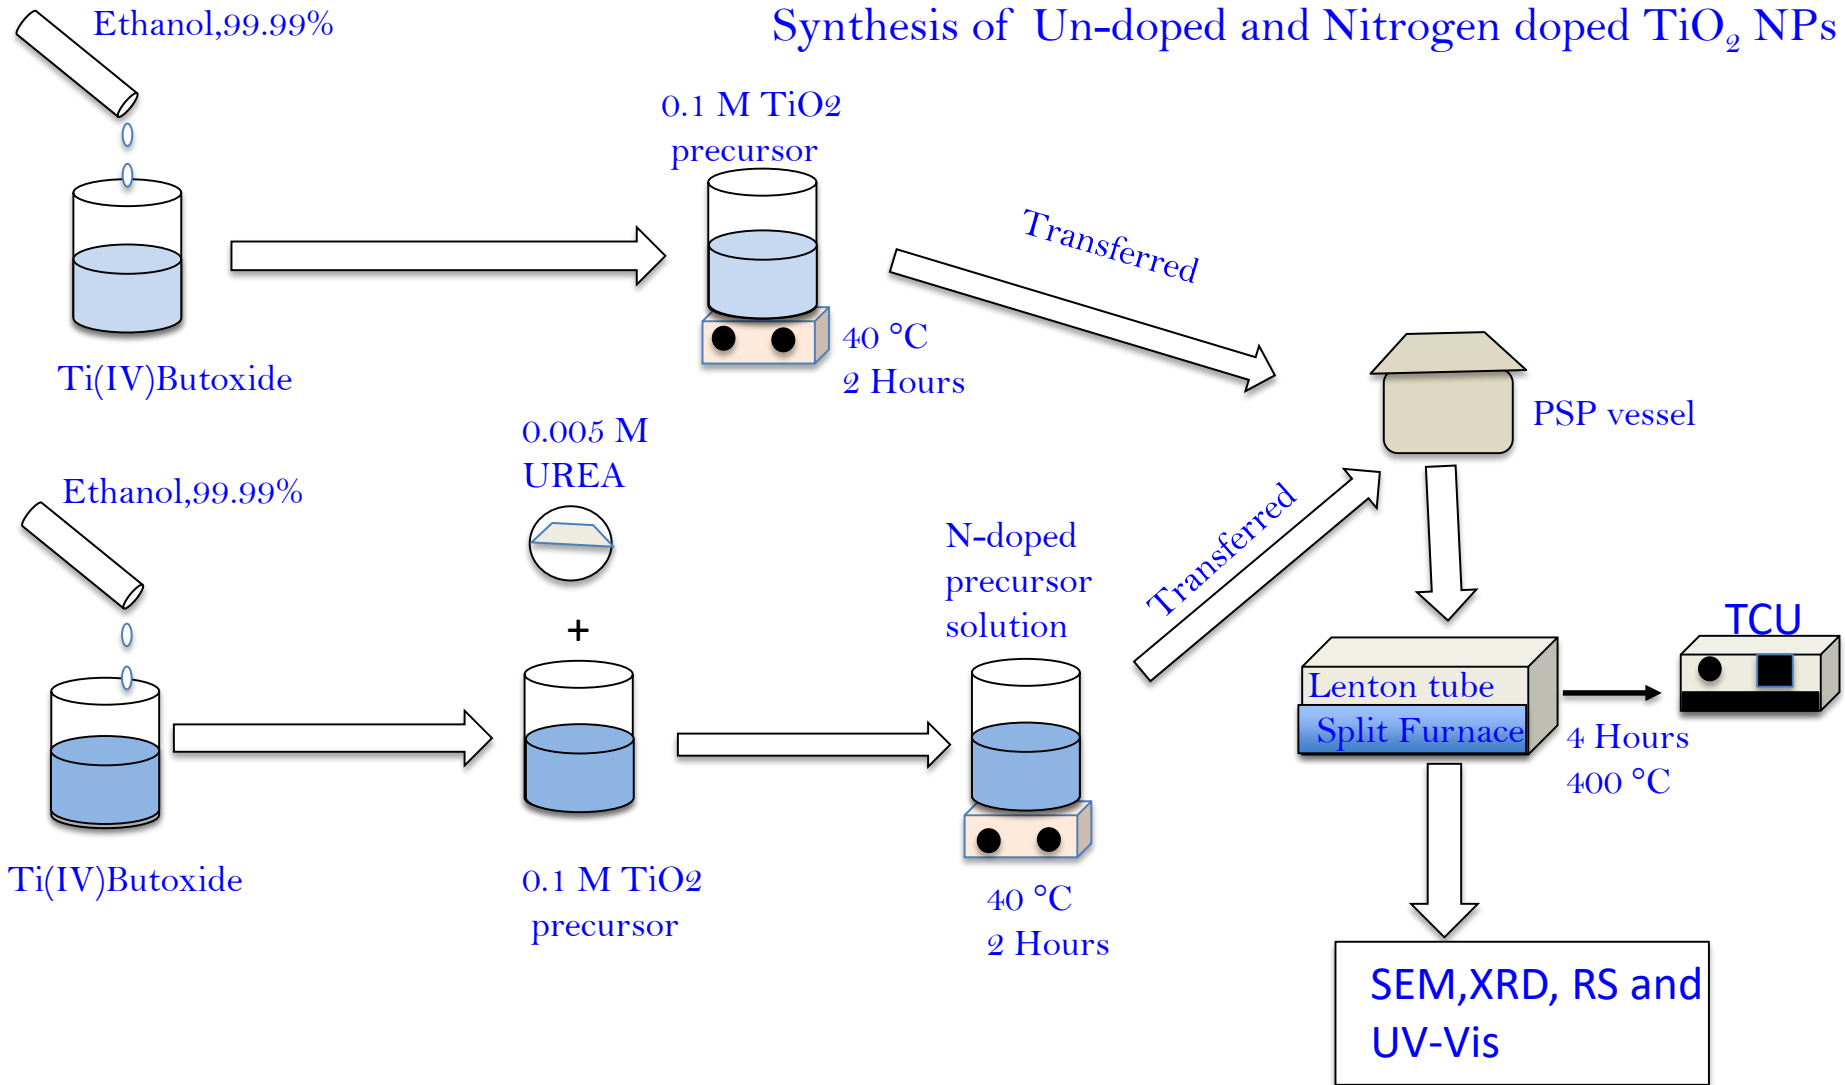 Synthesis of Un-doped and Nitrogen doped TiO₂ NPs
Ethanol,99.99%
Ti(IV)Butoxide
0.1 M TiO2
precursor
40 °C
2 Hours
Transferred
PSP vessel
Ethanol,99.99%
Ti(IV)Butoxide
0.005 M
UREA
+
0.1 M TiO2
precursor
N-doped
precursor
solution
40 °C
2 Hours
Transferred
Lenton tube
Split Furnace
TCU
4 Hours
400 °C
SEM,XRD, RS and
UV-Vis